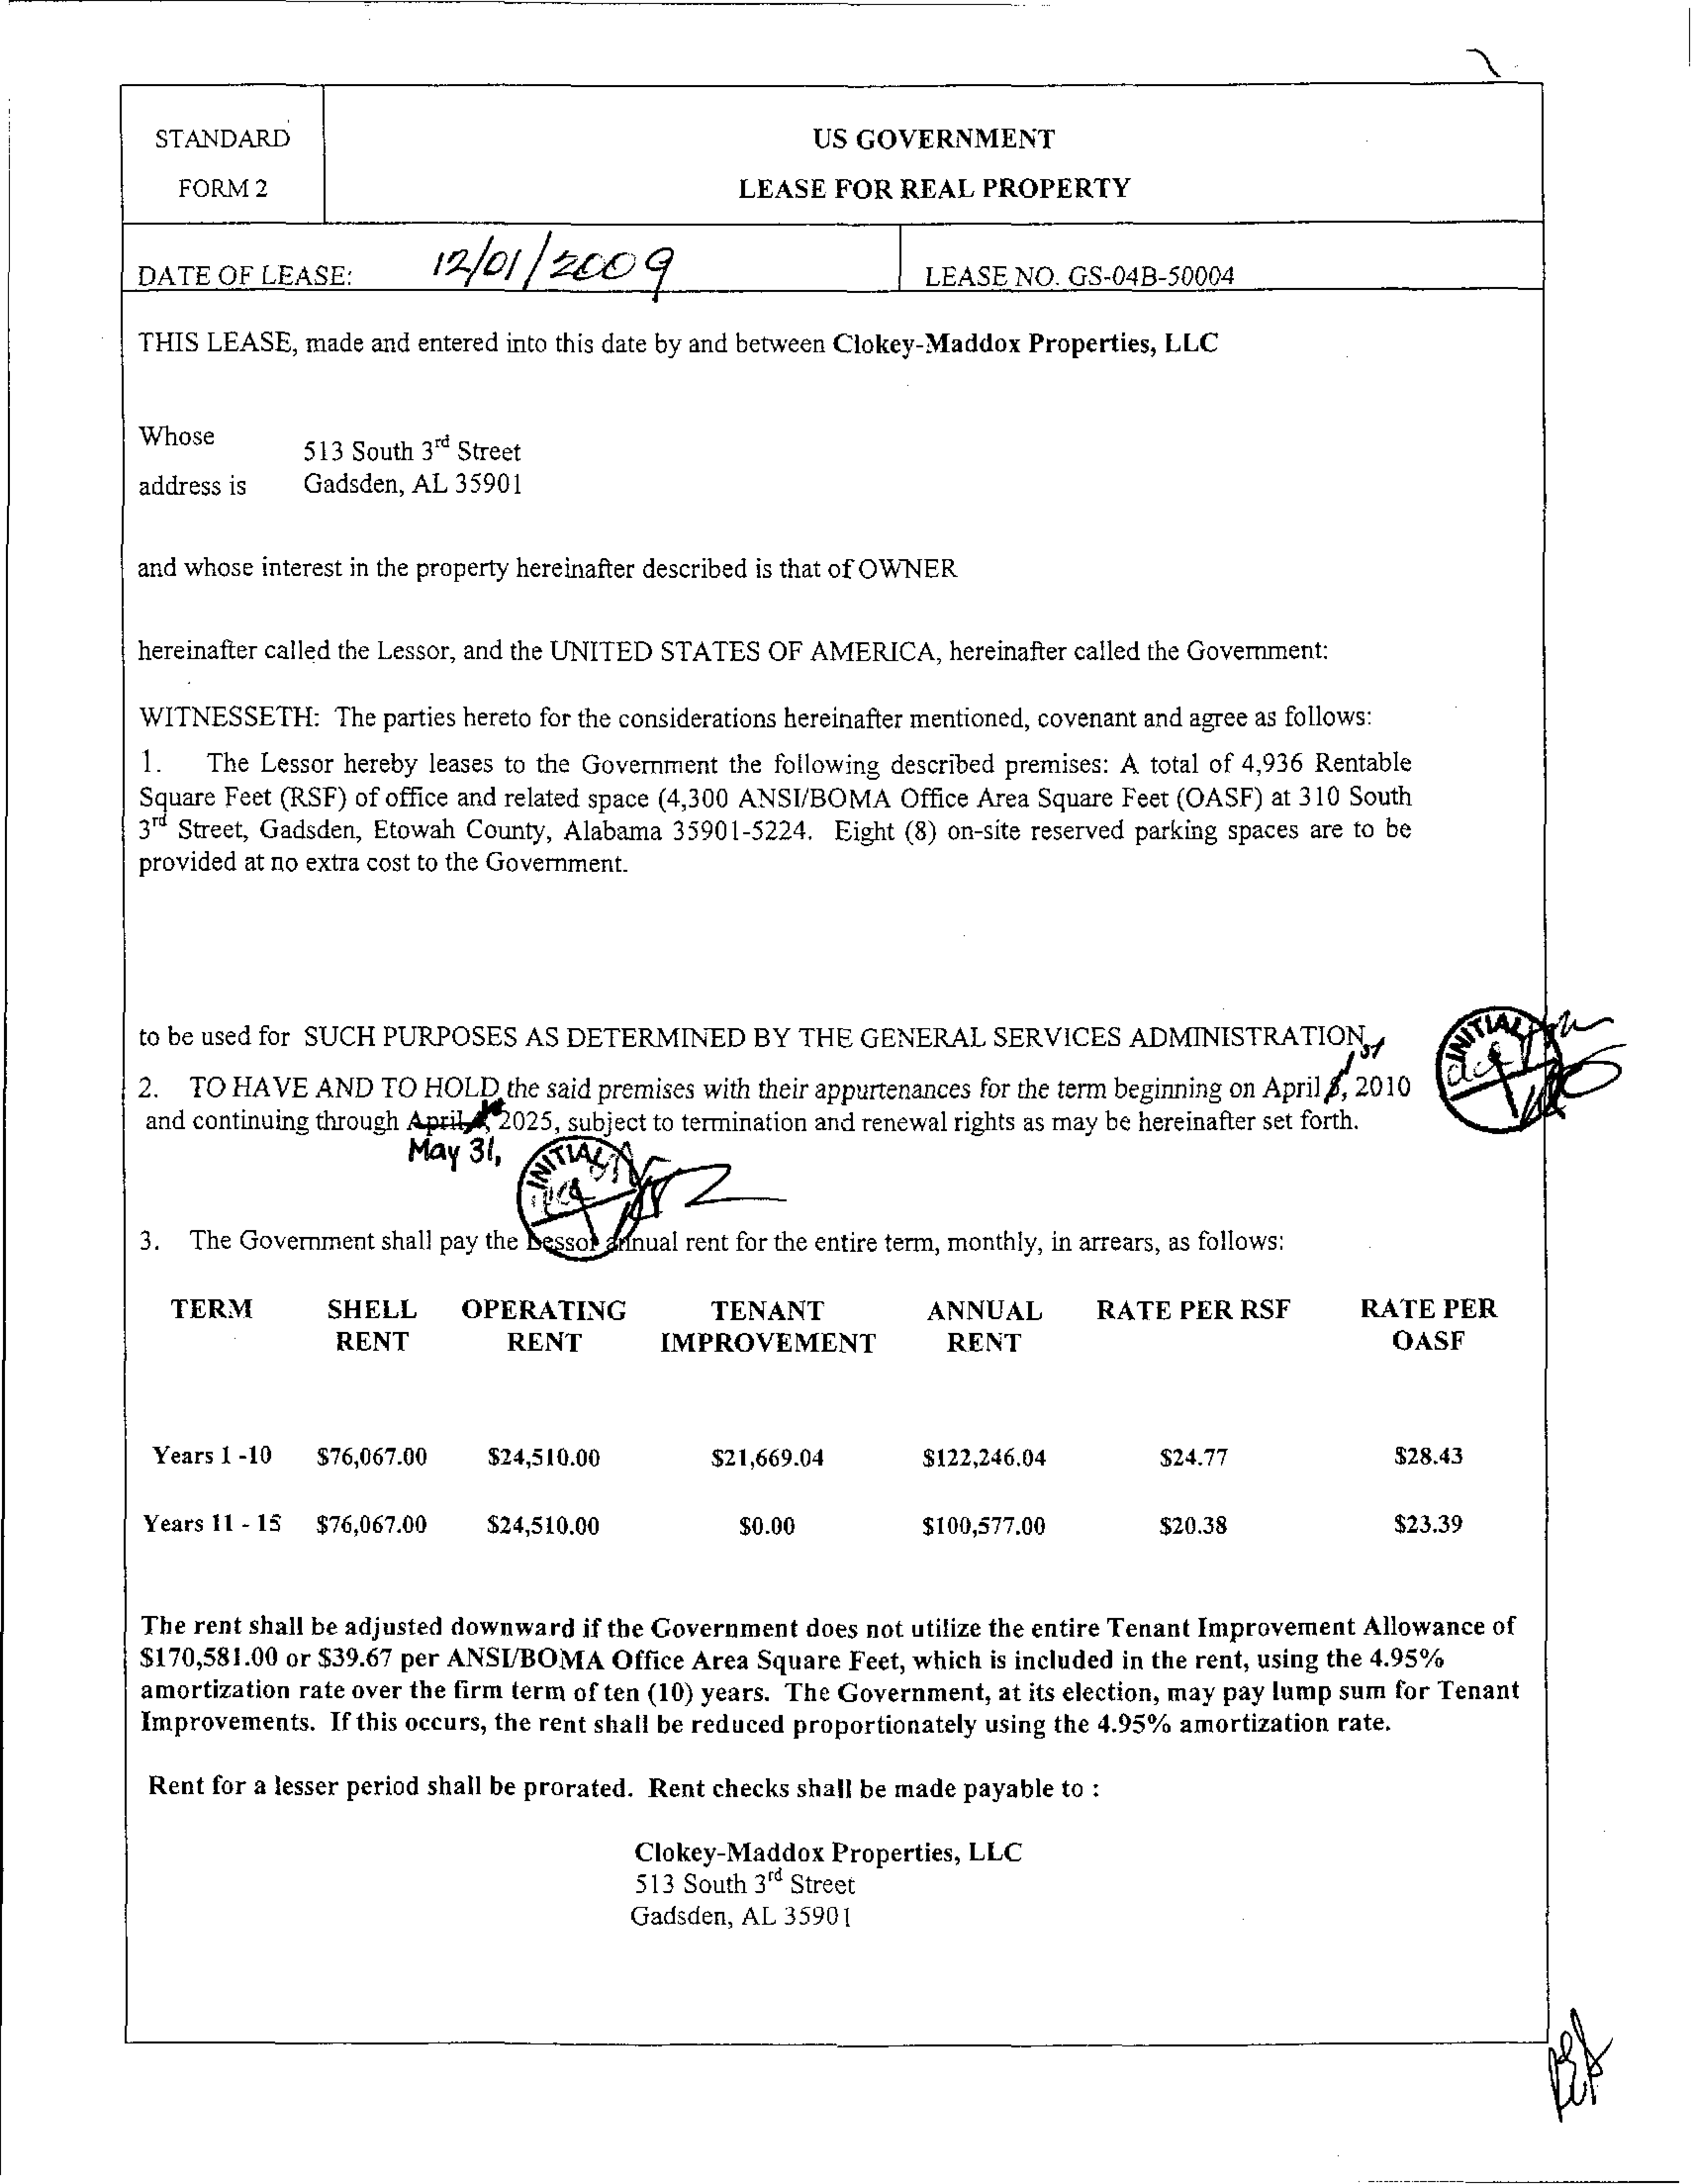 STANDARD
FORM 2
US GOVERNMENT
LEASE FOR REAL PROPERTY
DATE OF LEASE: 12/01/2009
LEASE NO. GS-04B-50004
THIS LEASE, made and entered into this date by and between Clokey-Maddox Properties, LLC
Whose
address is
513 South 3rd Street
Gadsden, AL 35901
and whose interest in the property hereinafter described is that of OWNER
hereinafter called the Lessor, and the UNITED STATES OF AMERICA, hereinafter called the Government:
WITNESSETH: The parties hereto for the considerations hereinafter mentioned, covenant and agree as follows:
1. The Lessor hereby leases to the Government the following described premises: A total of 4,936 Rentable
Square Feet (RSF) of office and related space (4,300 ANSI/BOMA Office Area Square Feet (OASF) at 310 South
3rd Street, Gadsden, Etowah County, Alabama 35901-5224. Eight (8) on-site reserved parking spaces are to be
provided at no extra cost to the Government.
to be used for SUCH PURPOSES AS DETERMINED BY THE GENERAL SERVICES ADMINISTRATION.
INITIAL
1st
2. TO HAVE AND TO HOLD the said premises with their appurtenances for the term beginning on April , 2010
and continuing through April 2025, subject to termination and renewal rights as may be hereinafter set forth.
May 31,
INITIAL
3. The Government shall pay the Lessor annual rent for the entire term, monthly, in arrears, as follows:
TERM SHELL OPERATING TENANT ANNUAL RATE PER RSF RATE PER
RENT RENT IMPROVEMENT RENT OASF
Years 1 -10 $76,067.00 $24,510.00 $21,669.04 $122,246.04 $24.77 $28.43
Years 11 - 15 $76,067.00 $24,510.00 $0.00 $100,577.00 $20.38 $23.39
The rent shall be adjusted downward if the Government does not utilize the entire Tenant Improvement Allowance of
$170,581.00 or $39.67 per ANSI/BOMA Office Area Square Feet, which is included in the rent, using the 4.95%
amortization rate over the firm term of ten (10) years. The Government, at its election, may pay lump sum for Tenant
Improvements. If this occurs, the rent shall be reduced proportionately using the 4.95% amortization rate.
Rent for a lesser period shall be prorated. Rent checks shall be made payable to :
Clokey-Maddox Properties, LLC
513 South 3rd Street
Gadsden, AL 35901